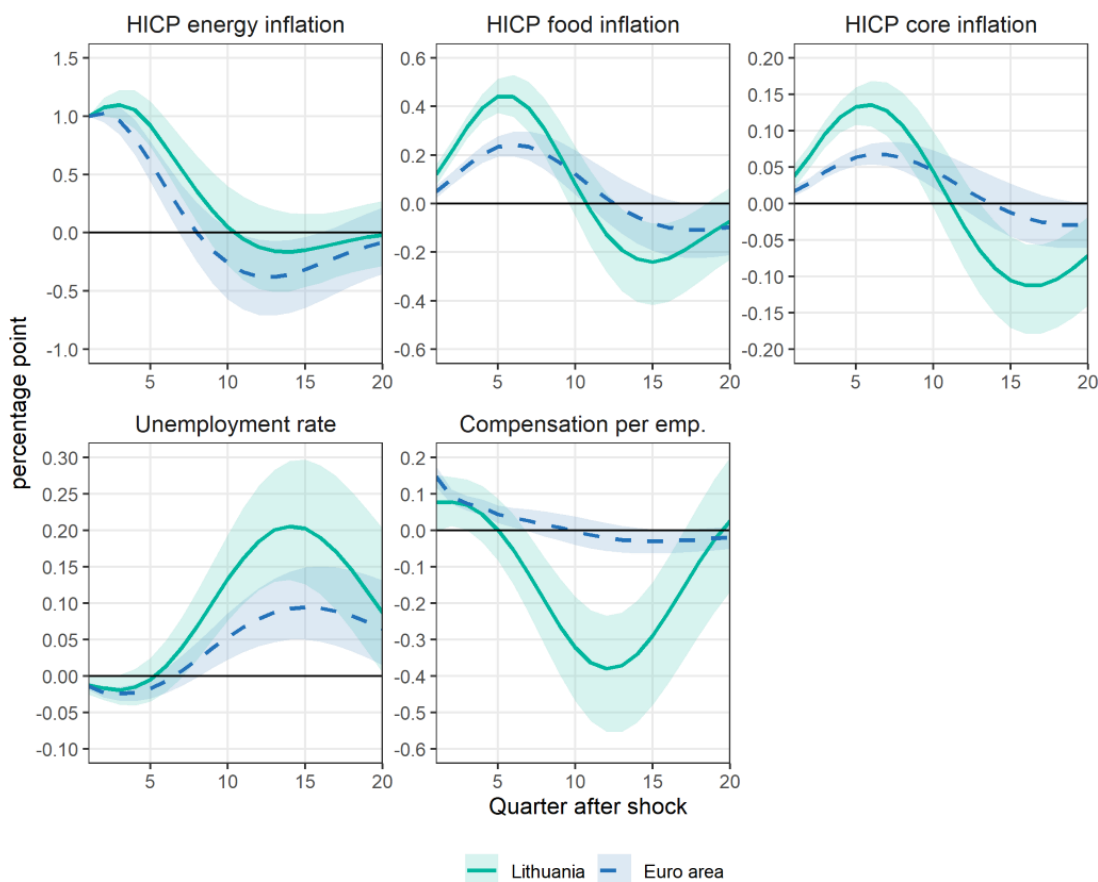 HICP energy inflation
HICP food inflation
HICP core inflation
1.5
1.0
0.5
0.0
-0.5
-1.0
5 10 15 20
0.6
0.4
0.2
0.0
-0.2
-0.4
-0.6
5 10 15 20
0.20
0.15
0.10
0.05
0.00
-0.05
-0.10
-0.15
-0.20
5 10 15 20
percentage point
Unemployment rate
Compensation per emp.
0.30
0.25
0.20
0.15
0.10
0.05
0.00
-0.05
-0.10
5 10 15 20
0.2
0.1
0.0
-0.1
-0.2
-0.3
-0.4
-0.5
-0.6
5 10 15 20
Quarter after shock
Lithuania
Euro area